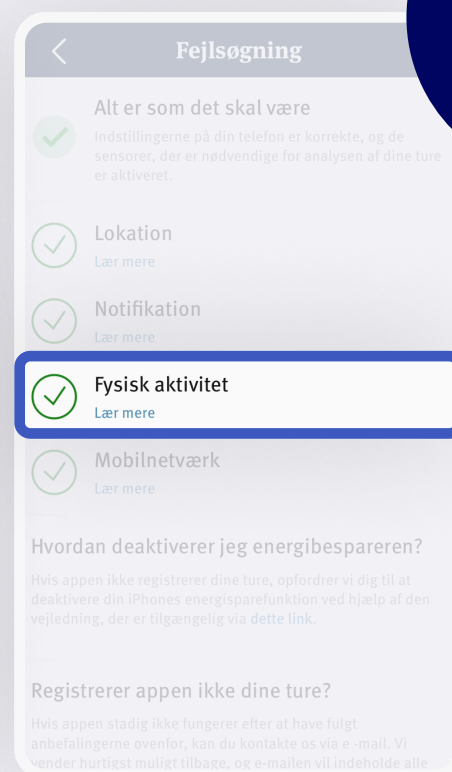 Fejlsøgning
Alt er som det skal være
Indstillingerne på din telefon er korrekte, og de
sensorer, der er nødvendige for analysen af dine ture
er aktiveret.
Lokation
Lær mere
Notifikation
Lær mere
Fysisk aktivitet
Lær mere
Mobilnetværk
Lær mere
Hvordan deaktiverer jeg energibespareren?
Hvis appen ikke registrerer dine ture, opfordrer vi dig til at
deaktivere din iPhones energisparefunktion ved hjælp af den
vejledning, der er tilgængelig via dette link.
Registrerer appen ikke dine ture?
Hvis appen stadig ikke fungerer efter at have fulgt
anbefalingerne ovenfor, kan du kontakte os via e -mail. Vi
vender hurtigst muligt tilbage, og e-mailen vil indeholde alle